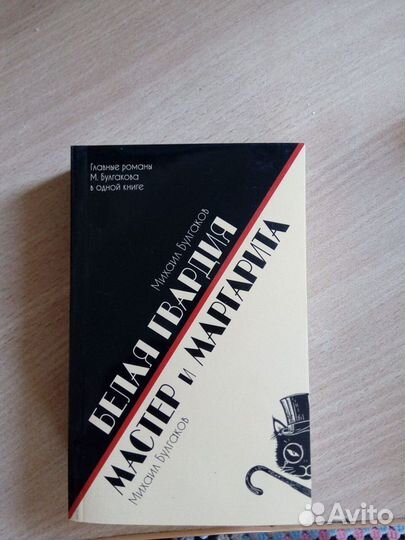 Главные романы
М. Булгакова
в одной книге
Михаил Булгаков
БЕЛАЯ ГВАРДИЯ
МАСТЕР И МАРГАРИТА
Михаил Булгаков
Avito